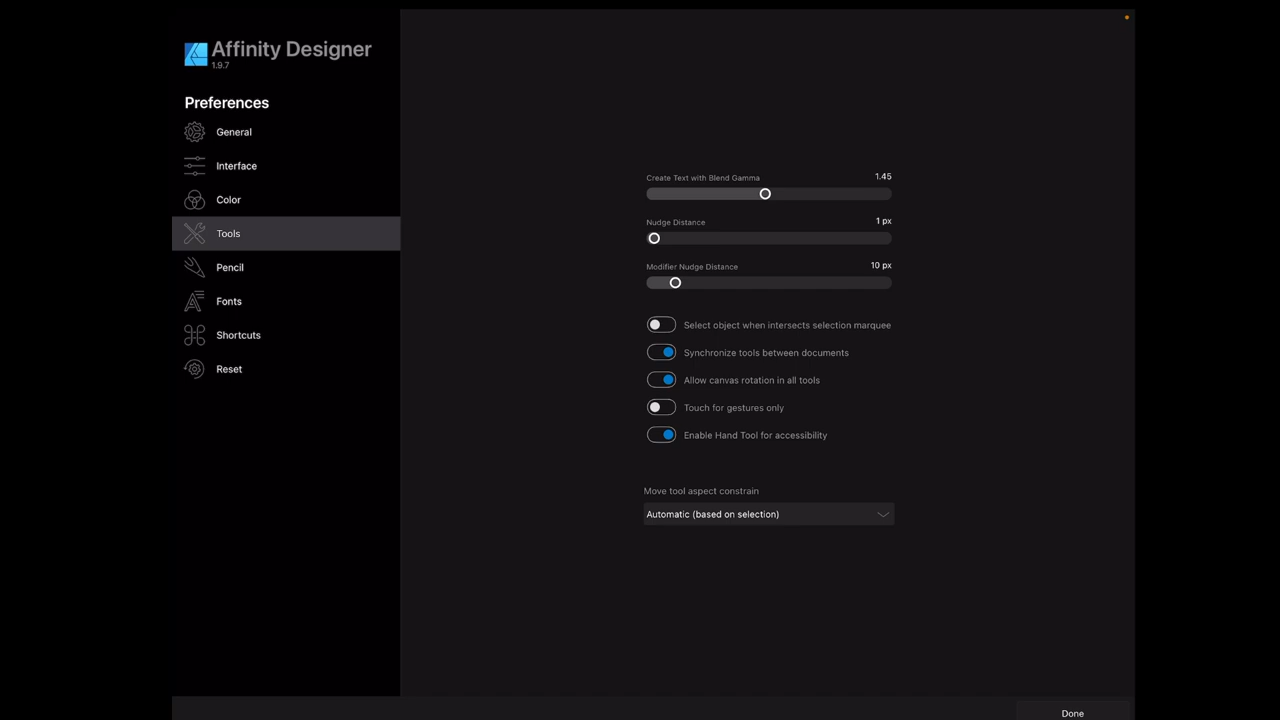 Affinity Designer
1.9.7
Preferences
General
Interface
Color
Tools
Pencil
Fonts
Shortcuts
Reset
Create Text with Blend Gamma 1.45
Nudge Distance 1 px
Modifier Nudge Distance 10 px
Select object when intersects selection marquee
Synchronize tools between documents
Allow canvas rotation in all tools
Touch for gestures only
Enable Hand Tool for accessibility
Move tool aspect constrain
Automatic (based on selection)
Done